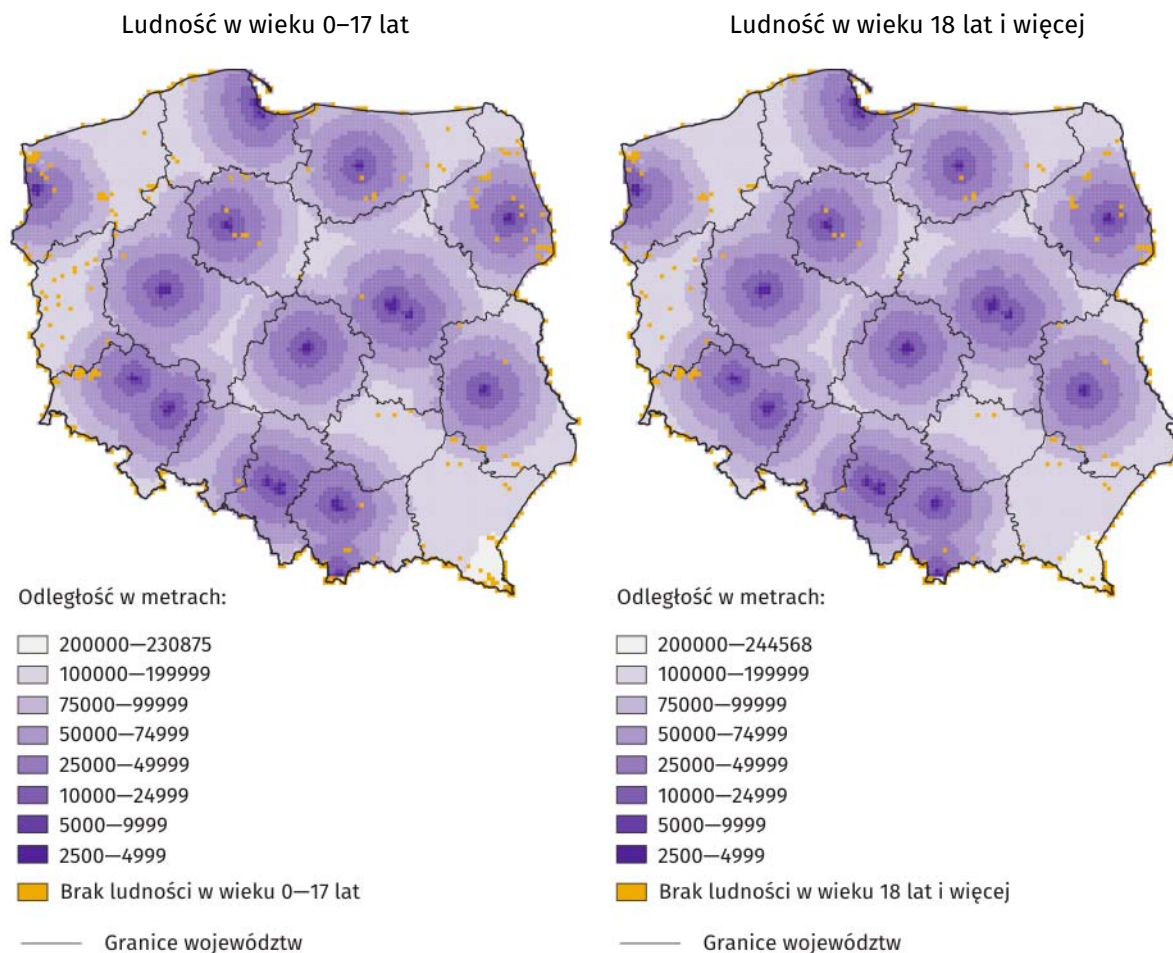 Ludność w wieku 0–17 lat
Odległość w metrach:
200000—230875
100000—199999
75000—99999
50000—74999
25000—49999
10000—24999
5000—9999
2500—4999
Brak ludności w wieku 0—17 lat
Granice województw
Ludność w wieku 18 lat i więcej
Odległość w metrach:
200000—244568
100000—199999
75000—99999
50000—74999
25000—49999
10000—24999
5000—9999
2500—4999
Brak ludności w wieku 18 lat i więcej
Granice województw